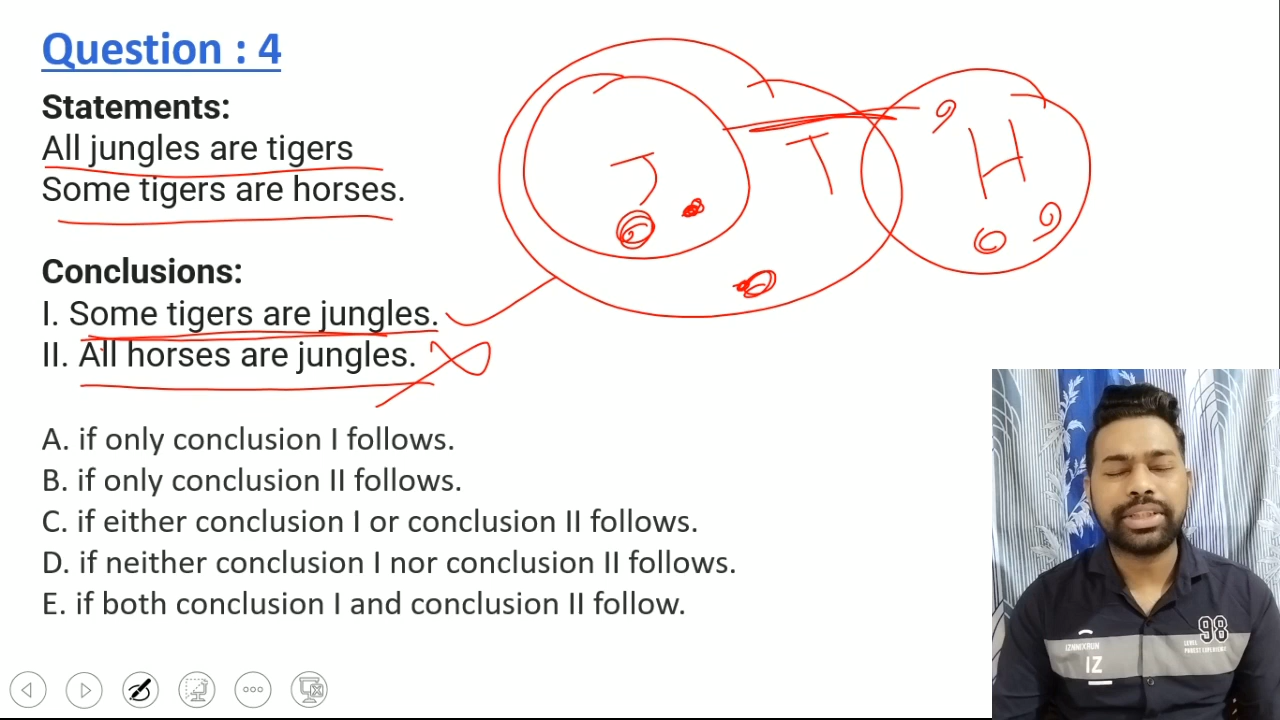 Question : 4
Statements:
All jungles are tigers
Some tigers are horses.
Conclusions:
I. Some tigers are jungles.
II. All horses are jungles.
A. if only conclusion I follows.
B. if only conclusion II follows.
C. if either conclusion I or conclusion II follows.
D. if neither conclusion I nor conclusion II follows.
E. if both conclusion I and conclusion II follow.
J
T
H
98
IZ